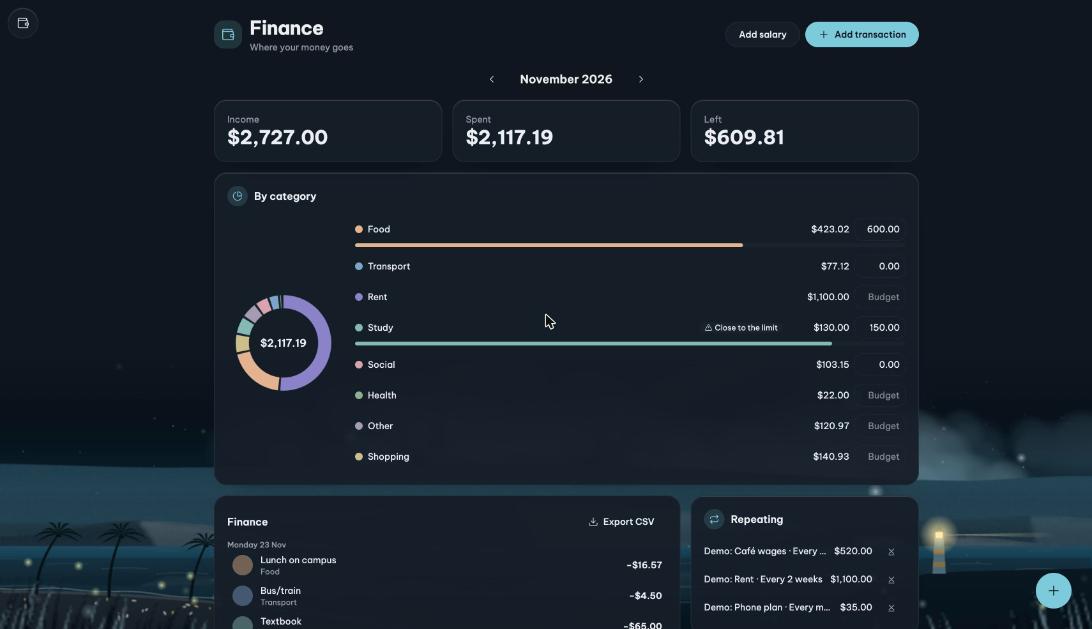 Finance
Where your money goes
Add salary
Add transaction
November 2026
Income
$2,727.00
Spent
$2,117.19
Left
$609.81
By category
$2,117.19
Food $423.02 600.00
Transport $77.12 0.00
Rent $1,100.00 Budget
Study Close to the limit $130.00 150.00
Social $103.15 0.00
Health $22.00 Budget
Other $120.97 Budget
Shopping $140.93 Budget
Finance Export CSV
Monday 23 Nov
Lunch on campus −$16.57
Food
Bus/train −$4.50
Transport
Textbook −$65.00
Repeating
Demo: Café wages · Every ... $520.00
Demo: Rent · Every 2 weeks $1,100.00
Demo: Phone plan · Every m... $35.00